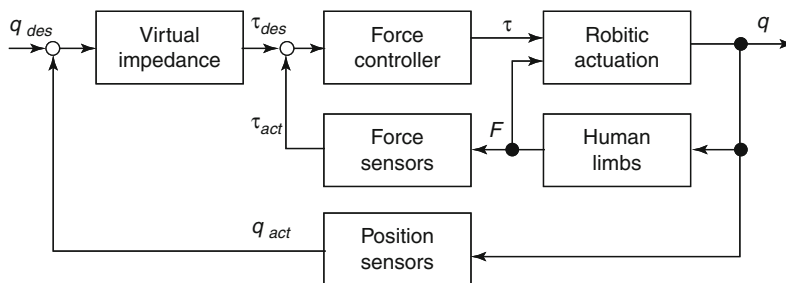 q des
Virtual
impedance
τdes
Force
controller
τ
Robitic
actuation
q
τact
Force
sensors
F
Human
limbs
q act
Position
sensors